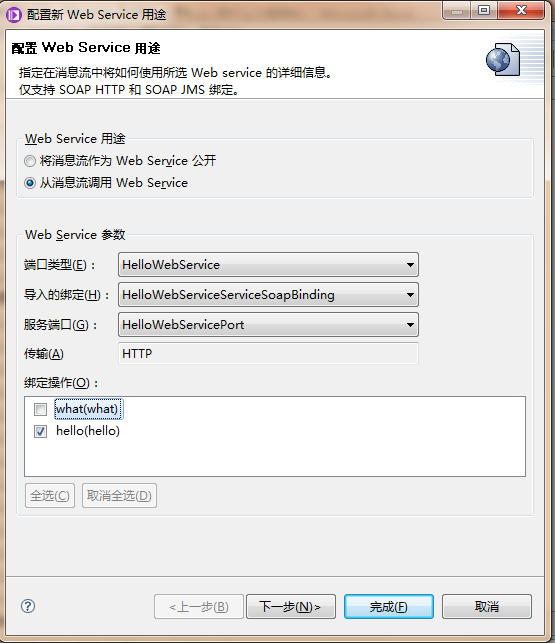 配置新 Web Service 用途
配置 Web Service 用途
指定在消息流中将如何使用所选 Web service 的详细信息。
仅支持 SOAP HTTP 和 SOAP JMS 绑定。
Web Service 用途
将消息流作为 Web Service 公开
从消息流调用 Web Service
Web Service 参数
端口类型(E)： HelloWebService
导入的绑定(H)： HelloWebServiceServiceSoapBinding
服务端口(G)： HelloWebServicePort
传输(A) HTTP
绑定操作(O)：
what(what)
hello(hello)
全选(C) 取消全选(D)
? <上一步(B) 下一步(N)> 完成(F) 取消